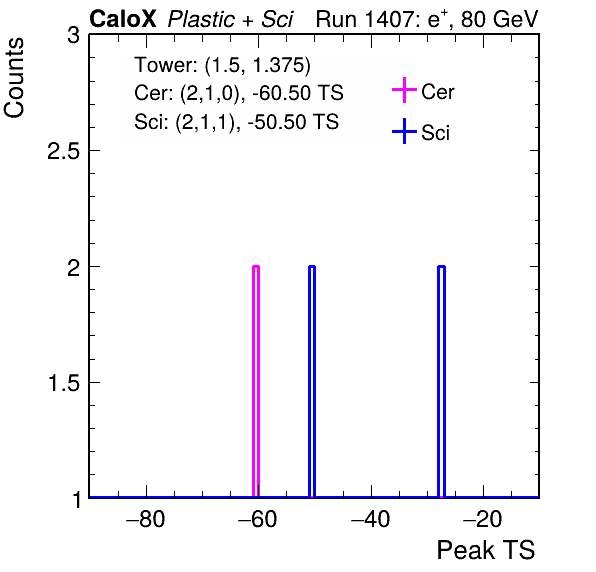 CaloX Plastic + Sci Run 1407: e+, 80 GeV
Counts
Tower: (1.5, 1.375)
Cer: (2,1,0), -60.50 TS
Sci: (2,1,1), -50.50 TS
Cer
Sci
3
2.5
2
1.5
1
−80 −60 −40 −20
Peak TS